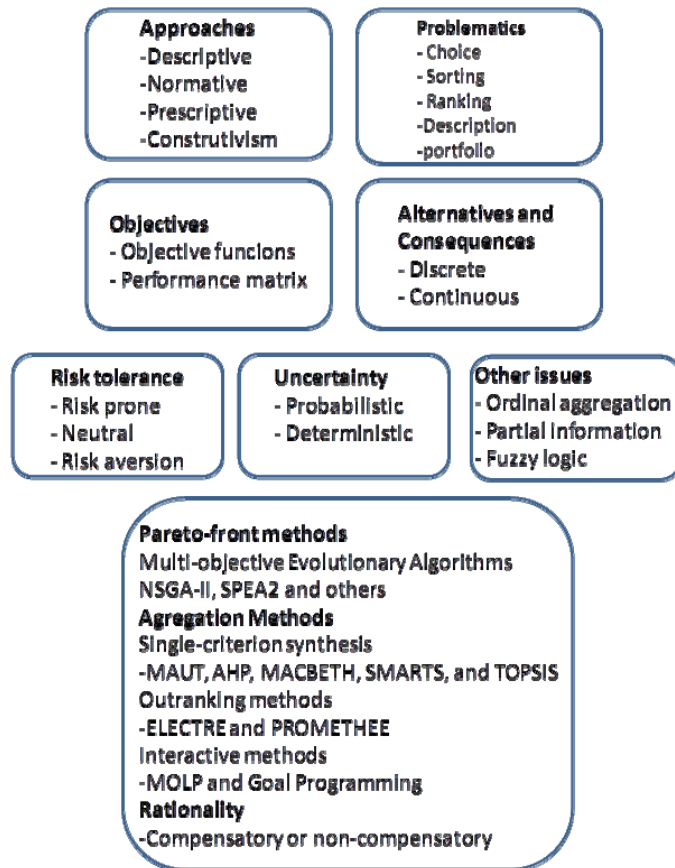 Approaches
-Descriptive
-Normative
-Prescriptive
-Construtivism
Problematics
- Choice
- Sorting
- Ranking
-Description
-portfolio
Objectives
- Objective funcions
- Performance matrix
Alternatives and
Consequences
- Discrete
- Continuous
Risk tolerance
- Risk prone
- Neutral
- Risk aversion
Uncertainty
- Probabilistic
- Deterministic
Other issues
- Ordinal aggregation
- Partial information
- Fuzzy logic
Pareto-front methods
Multi-objective Evolutionary Algorithms
NSGA-II, SPEA2 and others
Agregation Methods
Single-criterion synthesis
-MAUT, AHP, MACBETH, SMARTS, and TOPSIS
Outranking methods
-ELECTRE and PROMETHEE
Interactive methods
-MOLP and Goal Programming
Rationality
-Compensatory or non-compensatory